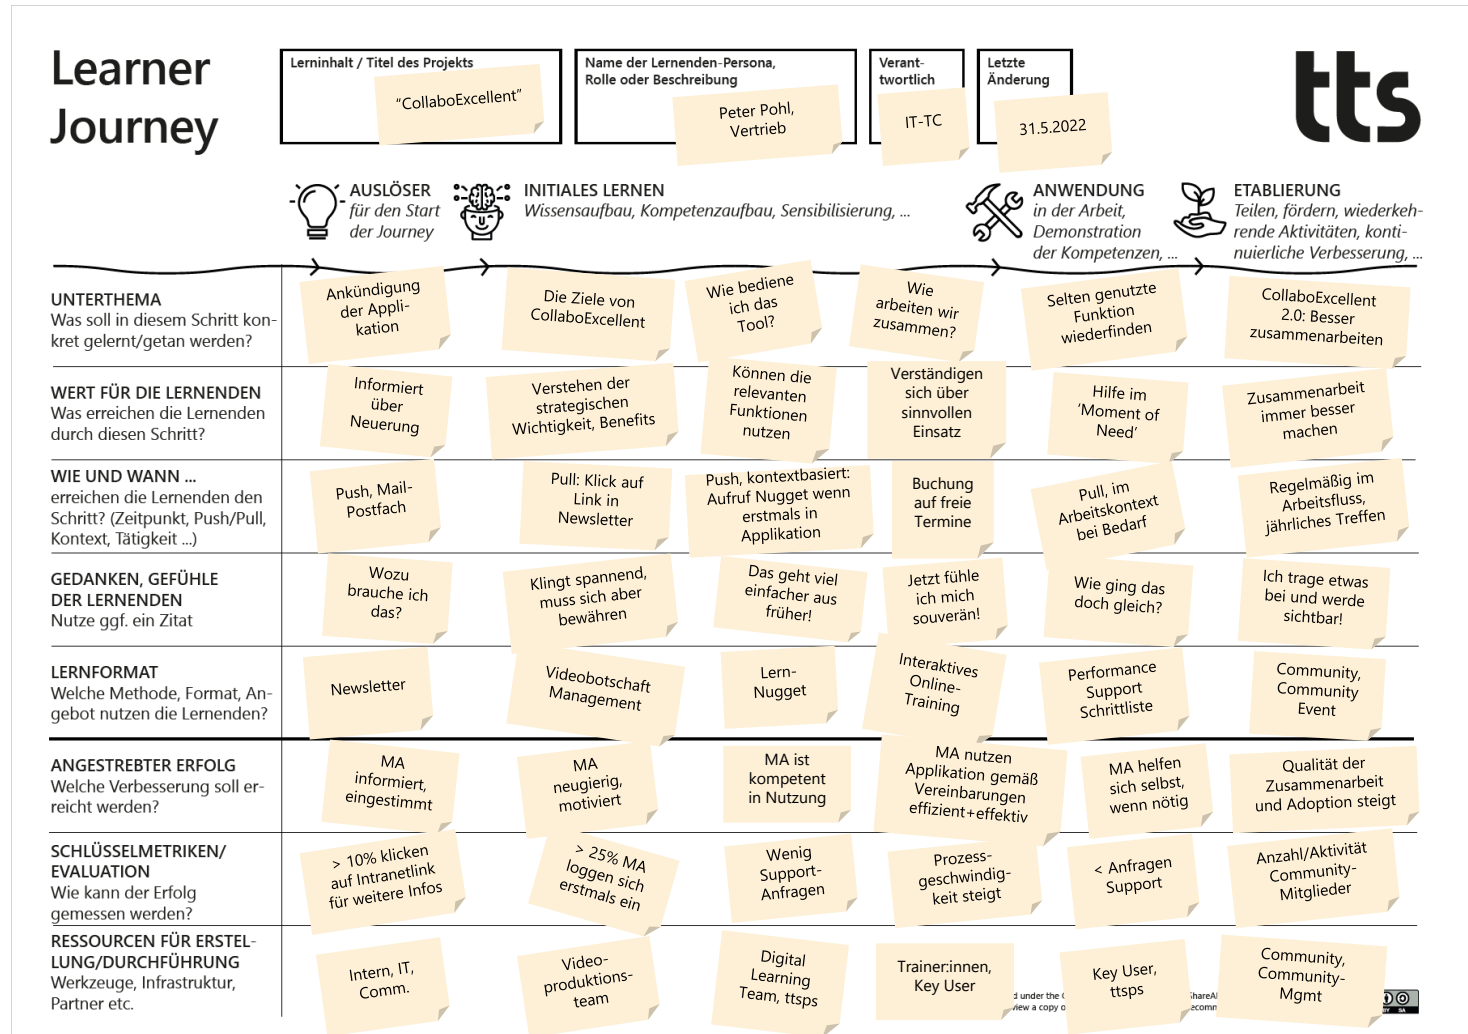 Learner
Journey
Lerninhalt / Titel des Projekts
“CollaboExcellent”
Name der Lernenden-Persona,
Rolle oder Beschreibung
Peter Pohl,
Vertrieb
Verant-
twortlich
IT-TC
Letzte
Änderung
31.5.2022
tts
AUSLÖSER
für den Start
der Journey
INITIALES LERNEN
Wissensaufbau, Kompetenzaufbau, Sensibilisierung, ...
ANWENDUNG
in der Arbeit,
Demonstration
der Kompetenzen, ...
ETABLIERUNG
Teilen, fördern, wiederkeh-
rende Aktivitäten, konti-
nuierliche Verbesserung, ...
UNTERTHEMA
Was soll in diesem Schritt kon-
kret gelernt/getan werden?
Ankündigung
der Appli-
kation
Die Ziele von
CollaboExcellent
Wie bediene
ich das
Tool?
Wie
arbeiten wir
zusammen?
Selten genutzte
Funktion
wiederfinden
CollaboExcellent
2.0: Besser
zusammenarbeiten
WERT FÜR DIE LERNENDEN
Was erreichen die Lernenden
durch diesen Schritt?
Informiert
über
Neuerung
Verstehen der
strategischen
Wichtigkeit, Benefits
Können die
relevanten
Funktionen
nutzen
Verständigen
sich über
sinnvollen
Einsatz
Hilfe im
‘Moment of
Need’
Zusammenarbeit
immer besser
machen
WIE UND WANN ...
erreichen die Lernenden den
Schritt? (Zeitpunkt, Push/Pull,
Kontext, Tätigkeit ...)
Push, Mail-
Postfach
Pull: Klick auf
Link in
Newsletter
Push, kontextbasiert:
Aufruf Nugget wenn
erstmals in
Applikation
Buchung
auf freie
Termine
Pull, im
Arbeitskontext
bei Bedarf
Regelmäßig im
Arbeitsfluss,
jährliches Treffen
GEDANKEN, GEFÜHLE
DER LERNENDEN
Nutze ggf. ein Zitat
Wozu
brauche ich
das?
Klingt spannend,
muss sich aber
bewähren
Das geht viel
einfacher aus
früher!
Jetzt fühle
ich mich
souverän!
Wie ging das
doch gleich?
Ich trage etwas
bei und werde
sichtbar!
LERNFORMAT
Welche Methode, Format, An-
gebot nutzen die Lernenden?
Newsletter
Videobotschaft
Management
Lern-
Nugget
Interaktives
Online-
Training
Performance
Support
Schrittliste
Community,
Community
Event
ANGESTREBTER ERFOLG
Welche Verbesserung soll er-
reicht werden?
MA
informiert,
eingestimmt
MA
neugierig,
motiviert
MA ist
kompetent
in Nutzung
MA nutzen
Applikation gemäß
Vereinbarungen
effizient+effektiv
MA helfen
sich selbst,
wenn nötig
Qualität der
Zusammenarbeit
und Adoption steigt
SCHLÜSSELMETRIKEN/
EVALUATION
Wie kann der Erfolg
gemessen werden?
> 10% klicken
auf Intranetlink
für weitere Infos
> 25% MA
loggen sich
erstmals ein
Wenig
Support-
Anfragen
Prozess-
geschwindig-
keit steigt
< Anfragen
Support
Anzahl/Aktivität
Community-
Mitglieder
RESSOURCEN FÜR ERSTEL-
LUNG/DURCHFÜHRUNG
Werkzeuge, Infrastruktur,
Partner etc.
Intern, IT,
Comm.
Video-
produktions-
team
Digital
Learning
Team, ttsps
Trainer:innen,
Key User
Key User,
ttsps
Community,
Community-
Mgmt
under the
view a copy
BY SA